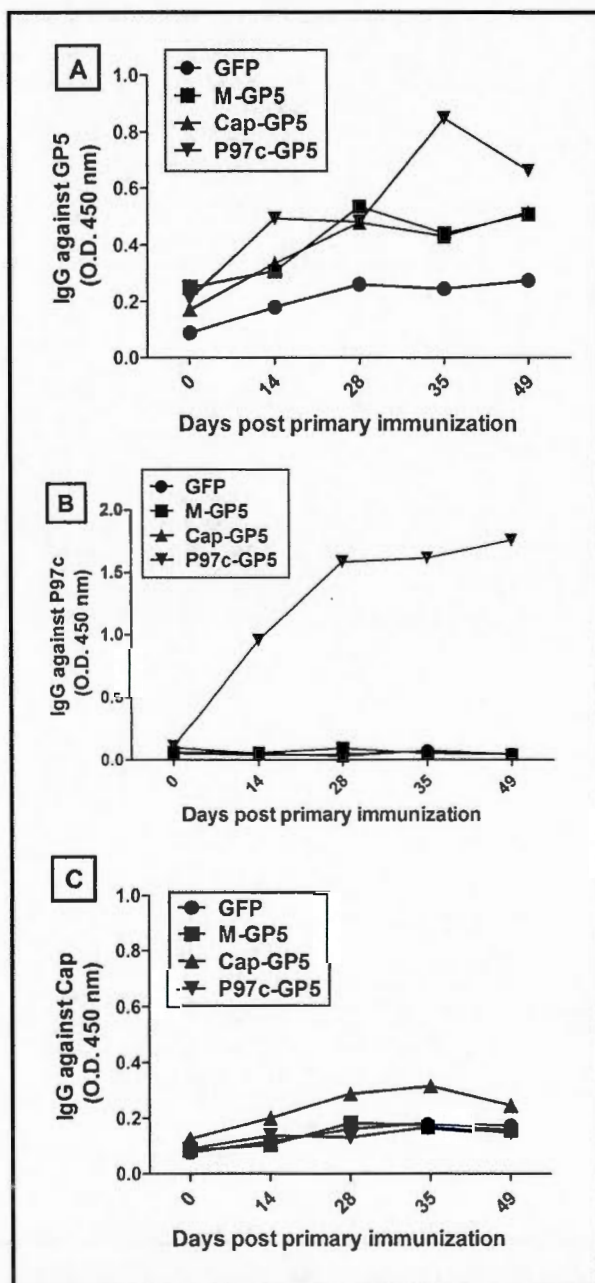 A
GFP
M-GP5
Cap-GP5
P97c-GP5
IgG against GP5
(O.D. 450 nm)
1.0
0.8
0.6
0.4
0.2
0.0
0 14 28 35 49
Days post primary immunization
B
GFP
M-GP5
Cap-GP5
P97c-GP5
IgG against P97c
(O.D. 450 nm)
2.0
1.5
1.0
0.5
0.0
0 14 28 35 49
Days post primary immunization
C
GFP
M-GP5
Cap-GP5
P97c-GP5
IgG against Cap
(O.D. 450 nm)
1.0
0.8
0.6
0.4
0.2
0.0
0 14 28 35 49
Days post primary immunization